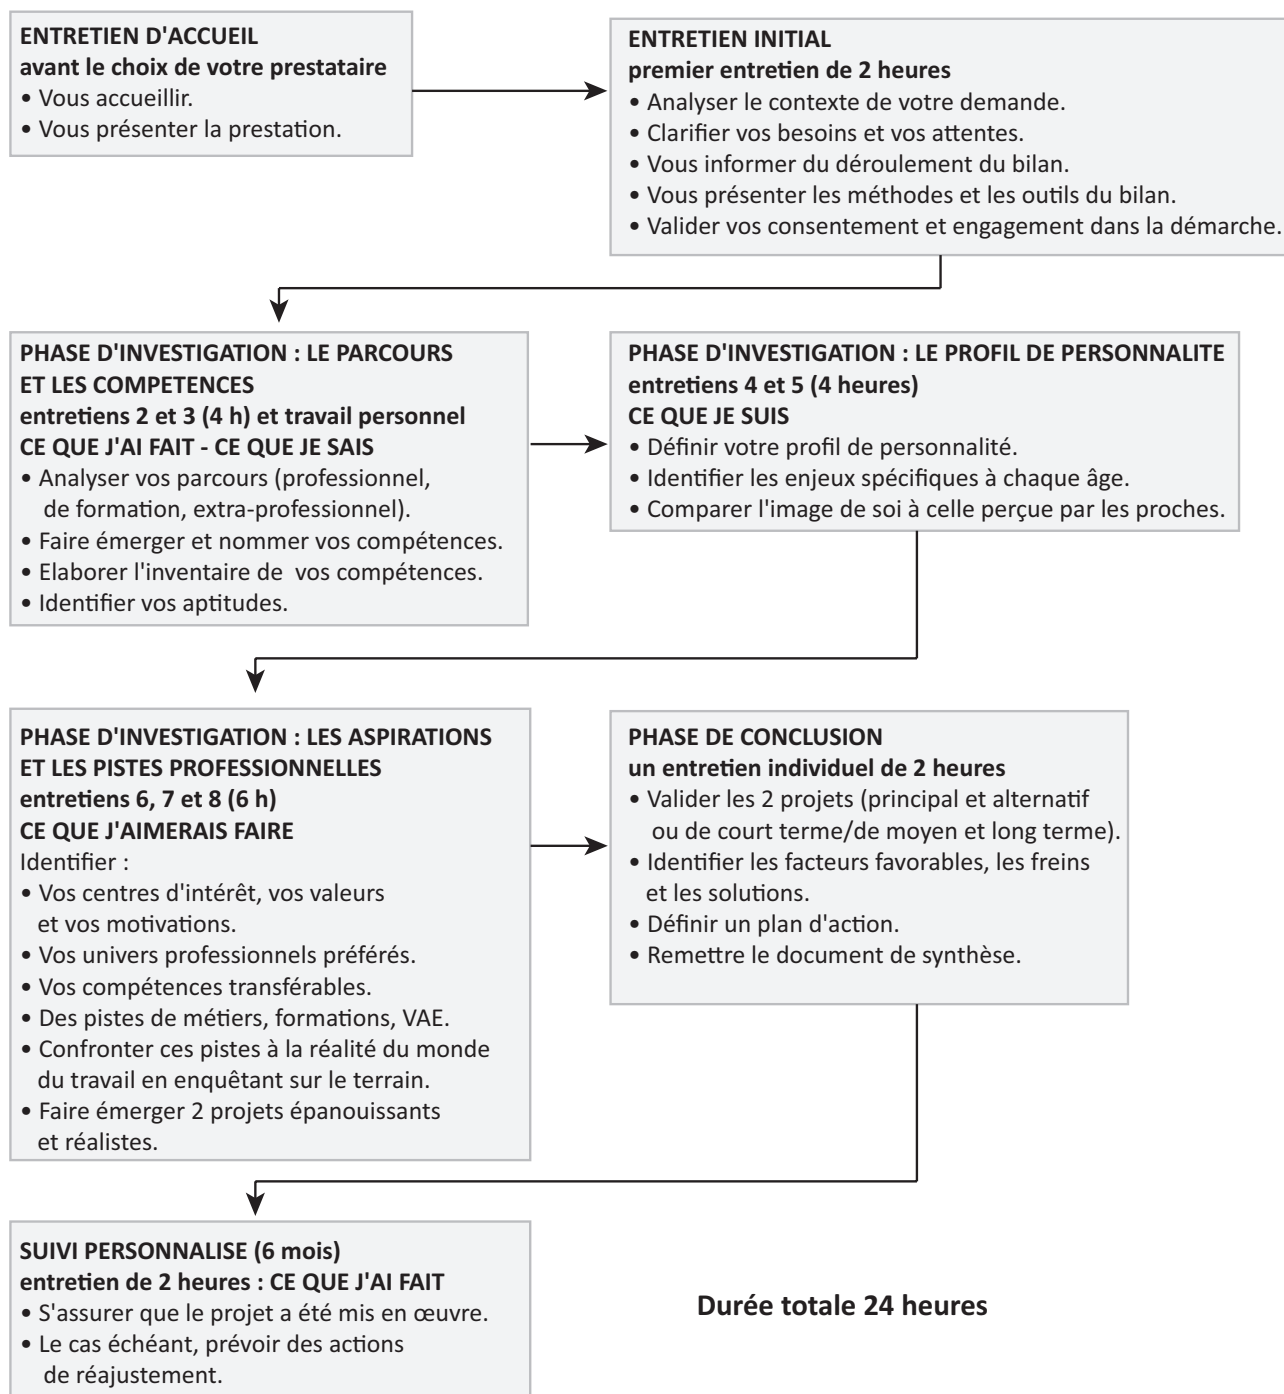 ENTRETIEN D'ACCUEIL
avant le choix de votre prestataire
• Vous accueillir.
• Vous présenter la prestation.
ENTRETIEN INITIAL
premier entretien de 2 heures
• Analyser le contexte de votre demande.
• Clarifier vos besoins et vos attentes.
• Vous informer du déroulement du bilan.
• Vous présenter les méthodes et les outils du bilan.
• Valider vos consentement et engagement dans la démarche.
PHASE D'INVESTIGATION : LE PARCOURS
ET LES COMPETENCES
entretiens 2 et 3 (4 h) et travail personnel
CE QUE J'AI FAIT - CE QUE JE SAIS
• Analyser vos parcours (professionnel,
de formation, extra-professionnel).
• Faire émerger et nommer vos compétences.
• Elaborer l'inventaire de vos compétences.
• Identifier vos aptitudes.
PHASE D'INVESTIGATION : LE PROFIL DE PERSONNALITE
entretiens 4 et 5 (4 heures)
CE QUE JE SUIS
• Définir votre profil de personnalité.
• Identifier les enjeux spécifiques à chaque âge.
• Comparer l'image de soi à celle perçue par les proches.
PHASE D'INVESTIGATION : LES ASPIRATIONS
ET LES PISTES PROFESSIONNELLES
entretiens 6, 7 et 8 (6 h)
CE QUE J'AIMERAIS FAIRE
Identifier :
• Vos centres d'intérêt, vos valeurs
et vos motivations.
• Vos univers professionnels préférés.
• Vos compétences transférables.
• Des pistes de métiers, formations, VAE.
• Confronter ces pistes à la réalité du monde
du travail en enquêtant sur le terrain.
• Faire émerger 2 projets épanouissants
et réalistes.
PHASE DE CONCLUSION
un entretien individuel de 2 heures
• Valider les 2 projets (principal et alternatif
ou de court terme/de moyen et long terme).
• Identifier les facteurs favorables, les freins
et les solutions.
• Définir un plan d'action.
• Remettre le document de synthèse.
SUIVI PERSONNALISE (6 mois)
entretien de 2 heures : CE QUE J'AI FAIT
• S'assurer que le projet a été mis en œuvre.
• Le cas échéant, prévoir des actions
de réajustement.
Durée totale 24 heures